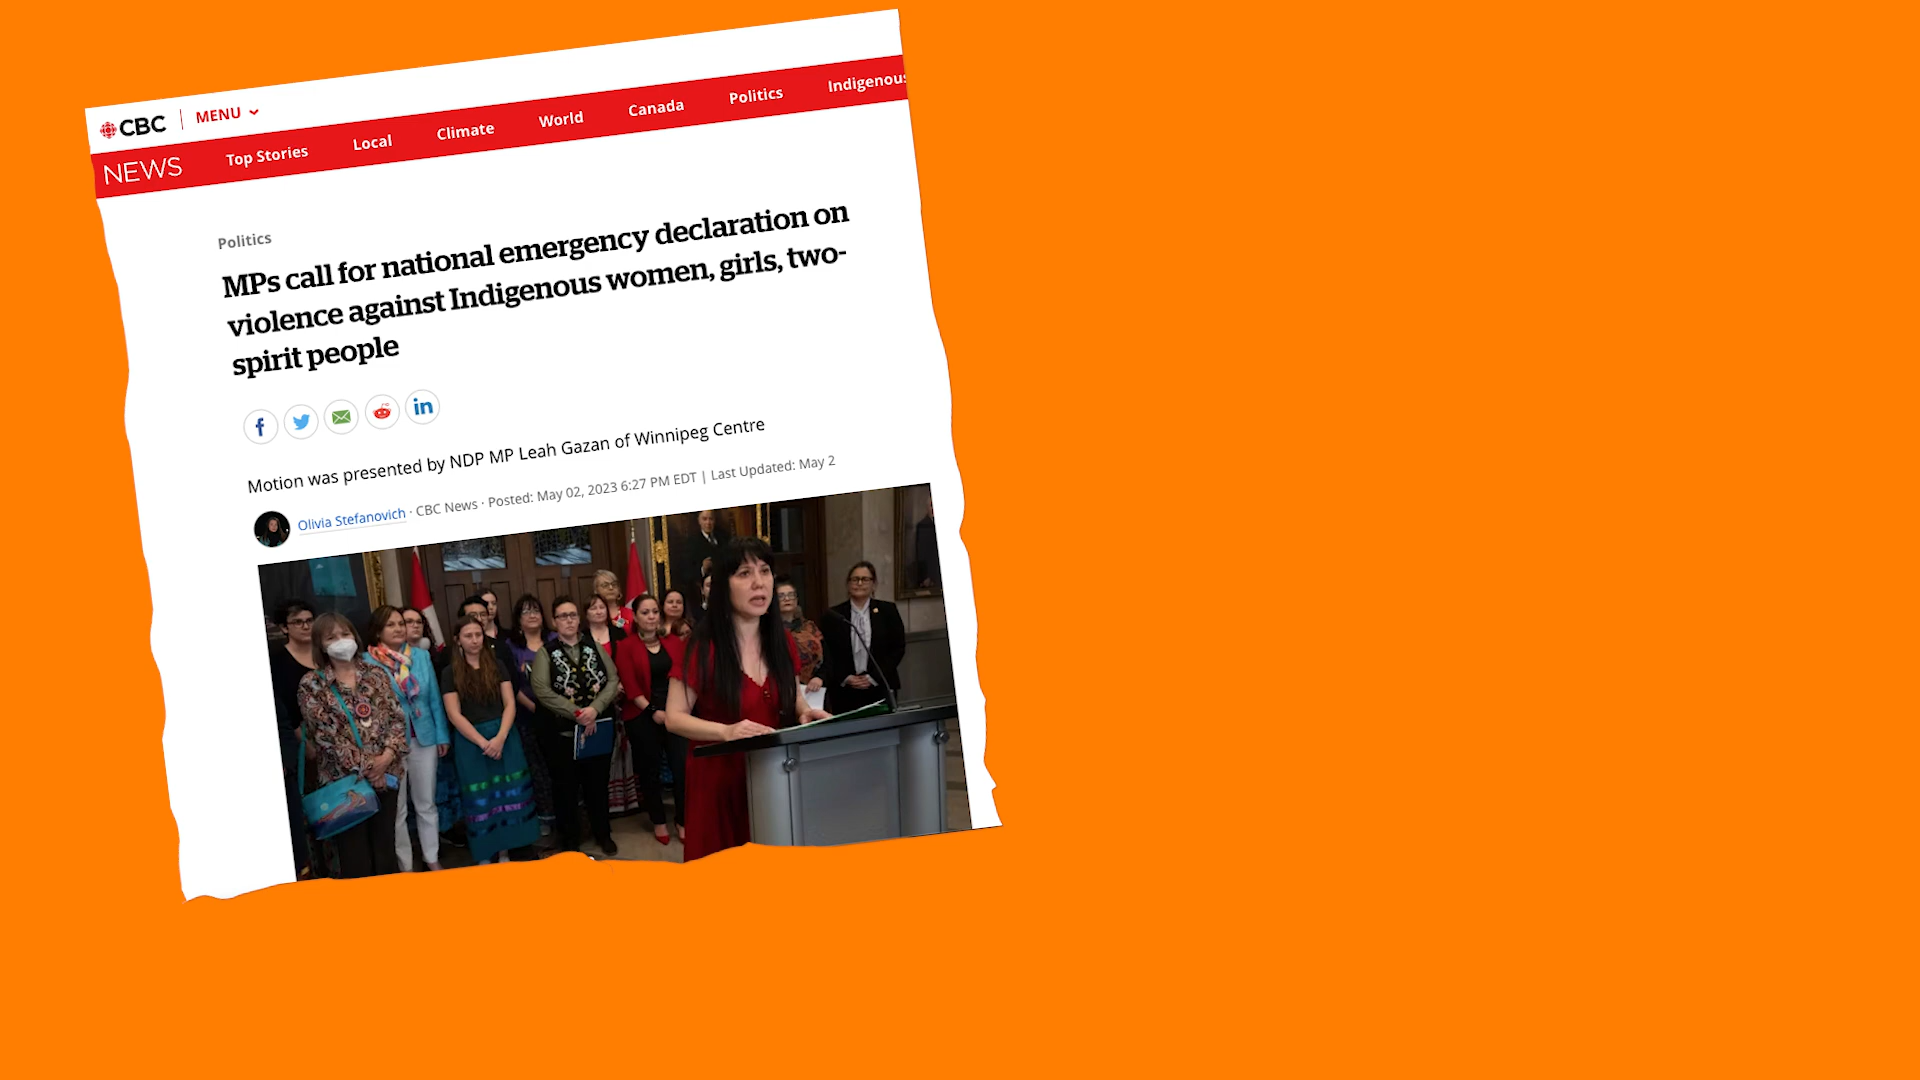 CBC MENU
NEWS Top Stories Local Climate World Canada Politics Indigenous
Politics
MPs call for national emergency declaration on
violence against Indigenous women, girls, two-
spirit people
Motion was presented by NDP MP Leah Gazan of Winnipeg Centre
Olivia Stefanovich · CBC News · Posted: May 02, 2023 6:27 PM EDT | Last Updated: May 2